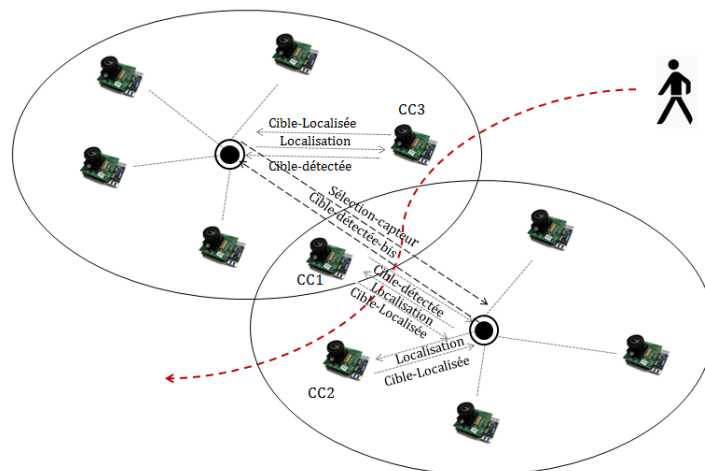 CC3
Cible-Localisée
Localisation
Cible-détectée
Sélection-capteur
Cible-détectée-bis
CC1
Cible-détectée
Localisation
Cible-Localisée
Localisation
Cible-Localisée
CC2